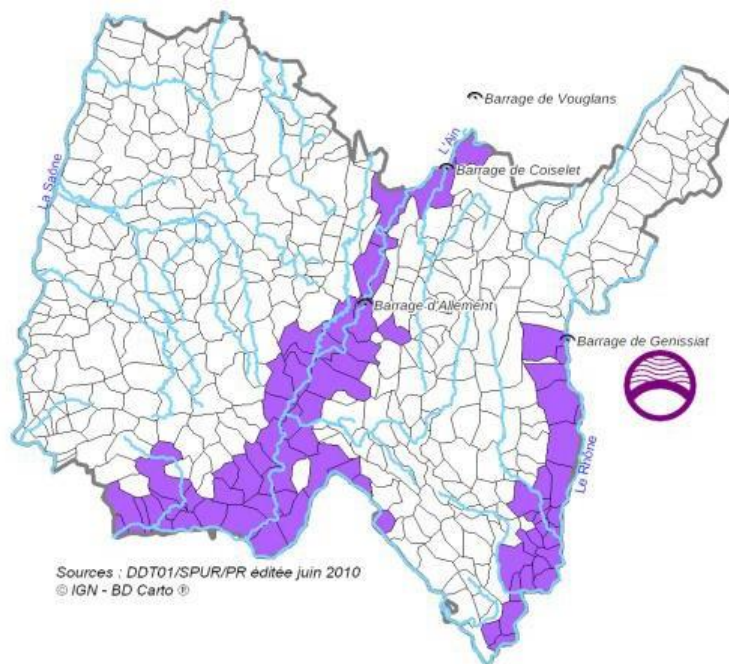 Barrage de Vouglans
L'Ain
Barrage de Coiselet
La Saône
Barrage d'Allement
Barrage de Genissiat
Le Rhône
Sources : DDT01/SPUR/PR éditée juin 2010
© IGN - BD Carto ®